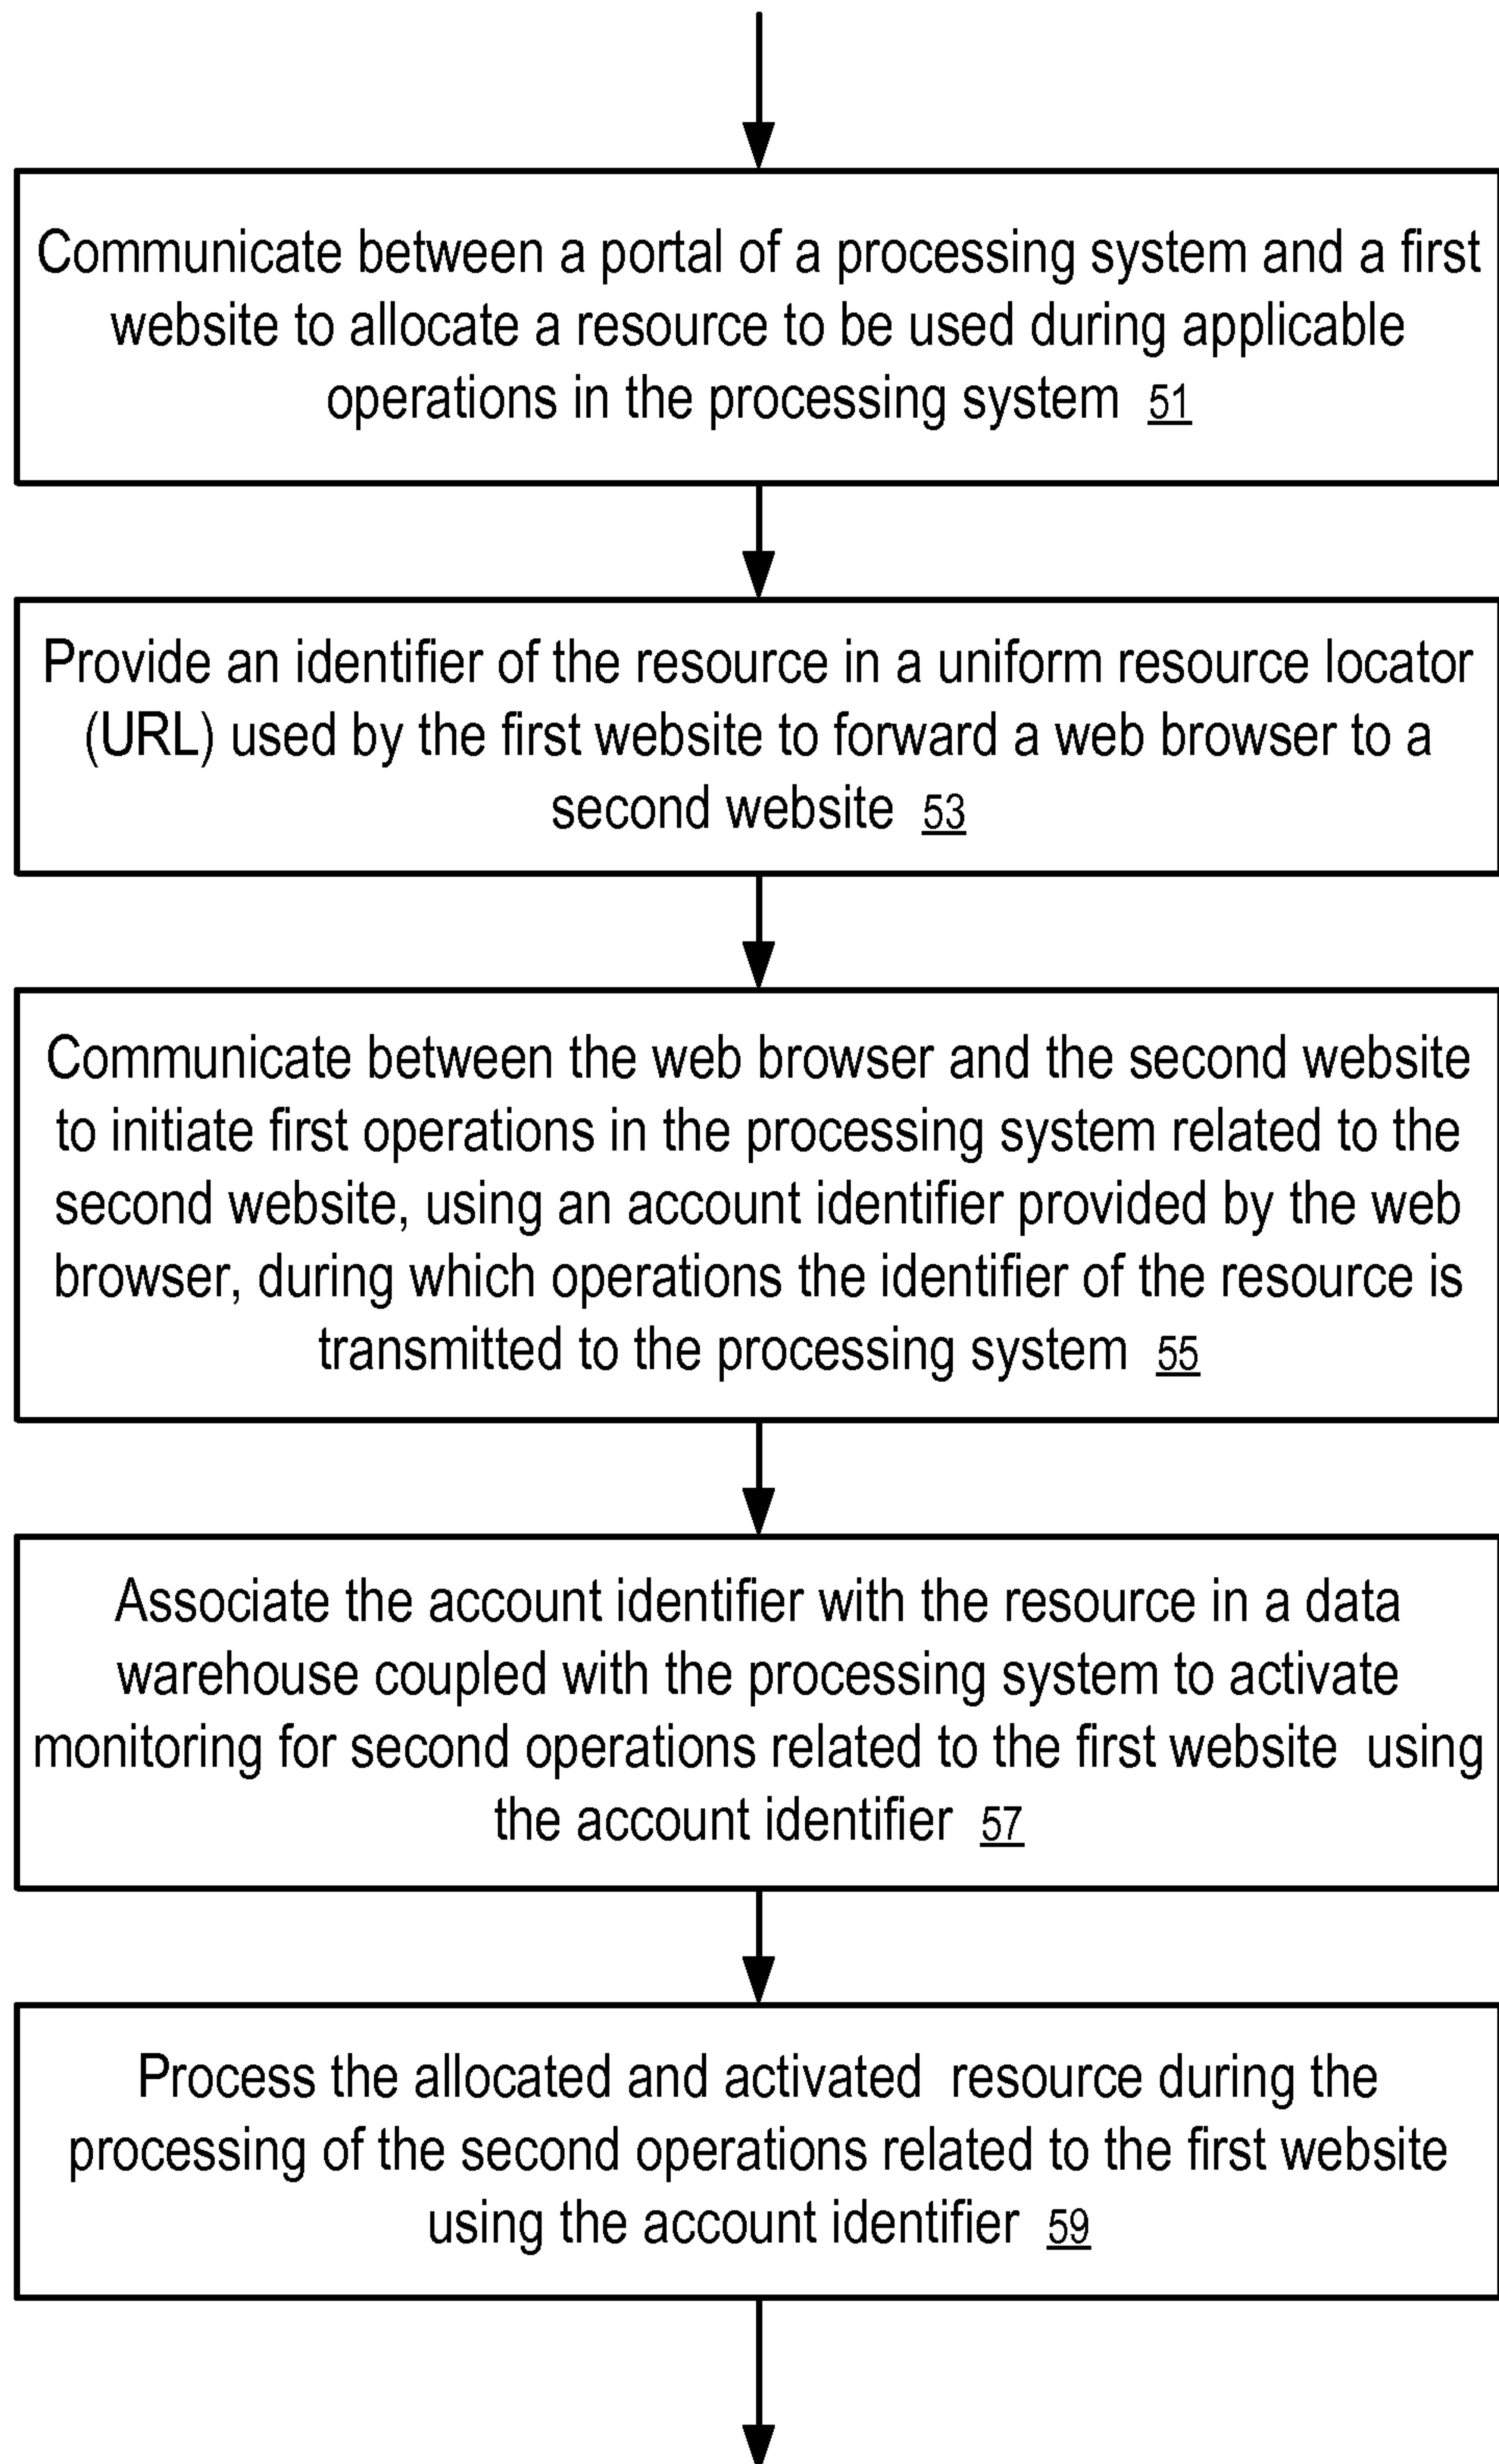 Communicate between a portal of a processing system and a first
website to allocate a resource to be used during applicable
operations in the processing system 51
Provide an identifier of the resource in a uniform resource locator
(URL) used by the first website to forward a web browser to a
second website 53
Communicate between the web browser and the second website
to initiate first operations in the processing system related to the
second website, using an account identifier provided by the web
browser, during which operations the identifier of the resource is
transmitted to the processing system 55
Associate the account identifier with the resource in a data
warehouse coupled with the processing system to activate
monitoring for second operations related to the first website using
the account identifier 57
Process the allocated and activated resource during the
processing of the second operations related to the first website
using the account identifier 59